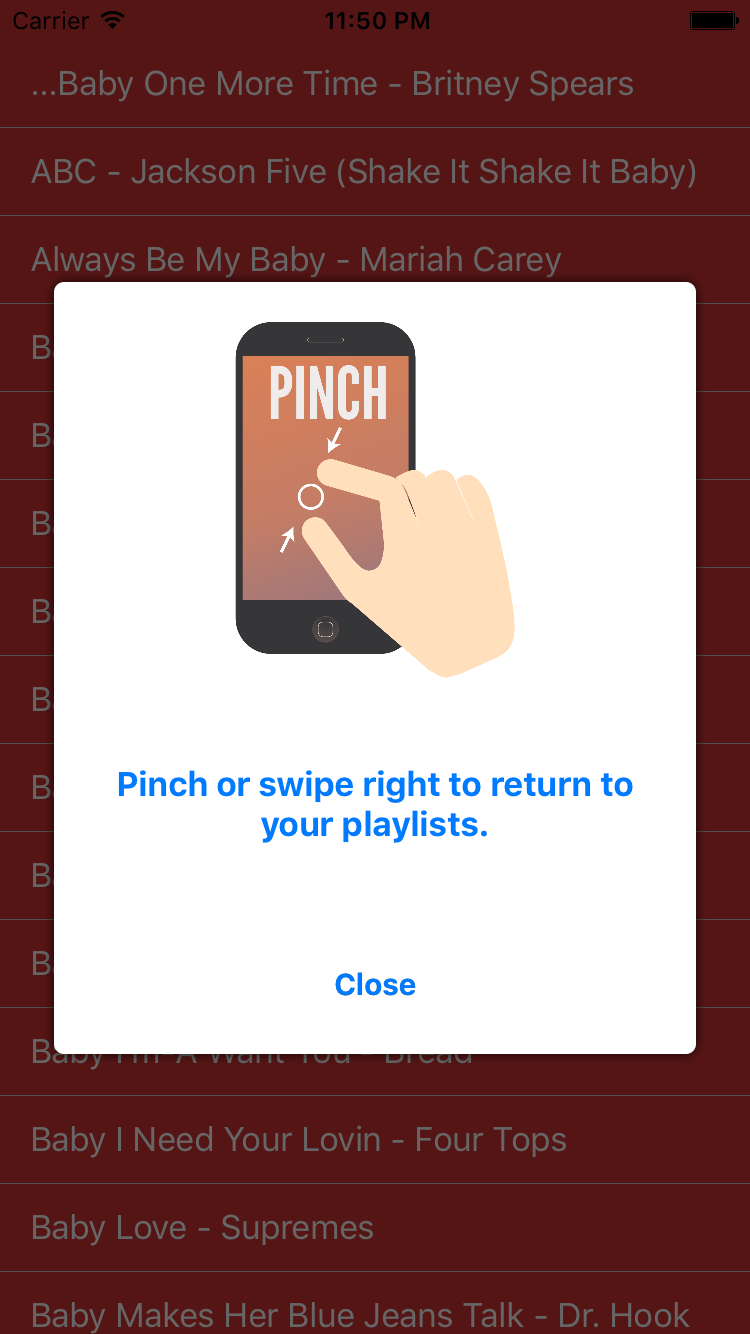 Carrier 11:50 PM
...Baby One More Time - Britney Spears
ABC - Jackson Five (Shake It Shake It Baby)
Always Be My Baby - Mariah Carey
PINCH
Pinch or swipe right to return to
your playlists.
Close
Baby I'm A Want You - Bread
Baby I Need Your Lovin - Four Tops
Baby Love - Supremes
Baby Makes Her Blue Jeans Talk - Dr. Hook